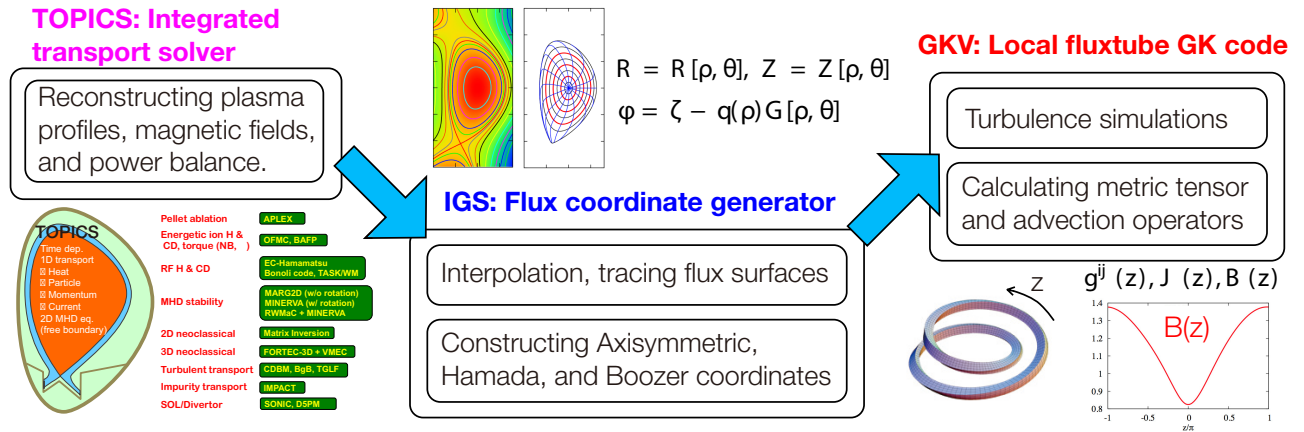 TOPICS: Integrated
transport solver
Reconstructing plasma
profiles, magnetic fields,
and power balance.
TOPICS
Time dep.
1D transport
Heat
Particle
Momentum
Current
2D MHD eq.
(free boundary)
Pellet ablation APLEX
Energetic ion H &
CD, torque (NB, ) OFMC, BAFP
RF H & CD EC-Hamamatsu
Bonoli code, TASK/WM
MHD stability MARG2D (w/o rotation)
MINERVA (w/ rotation)
RWMaC + MINERVA
2D neoclassical Matrix Inversion
3D neoclassical FORTEC-3D + VMEC
Turbulent transport CDBM, BgB, TGLF
Impurity transport IMPACT
SOL/Divertor SONIC, D5PM
R = R [ρ, θ], Z = Z [ρ, θ]
φ = ζ − q(ρ) G [ρ, θ]
IGS: Flux coordinate generator
Interpolation, tracing flux surfaces
Constructing Axisymmetric,
Hamada, and Boozer coordinates
GKV: Local fluxtube GK code
Turbulence simulations
Calculating metric tensor
and advection operators
Z
g^ij (z), J (z), B (z)
1.4
1.3
1.2
1.1
1
0.9
0.8
B(z)
-1 -0.5 0 0.5 1
z/π